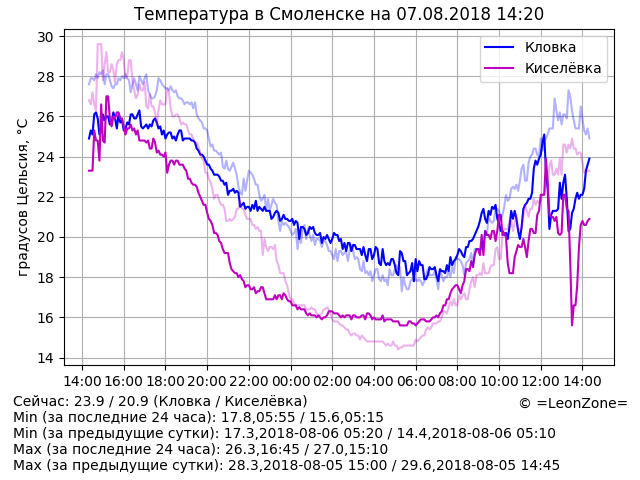 Температура в Смоленске на 07.08.2018 14:20
Кловка
Киселёвка
градусов Цельсия, °C
30
28
26
24
22
20
18
16
14
14:00 16:00 18:00 20:00 22:00 00:00 02:00 04:00 06:00 08:00 10:00 12:00 14:00
Сейчас: 23.9 / 20.9 (Кловка / Киселёвка)
© =LeonZone=
Min (за последние 24 часа): 17.8,05:55 / 15.6,05:15
Min (за предыдущие сутки): 17.3,2018-08-06 05:20 / 14.4,2018-08-06 05:10
Max (за последние 24 часа): 26.3,16:45 / 27.0,15:10
Max (за предыдущие сутки): 28.3,2018-08-05 15:00 / 29.6,2018-08-05 14:45